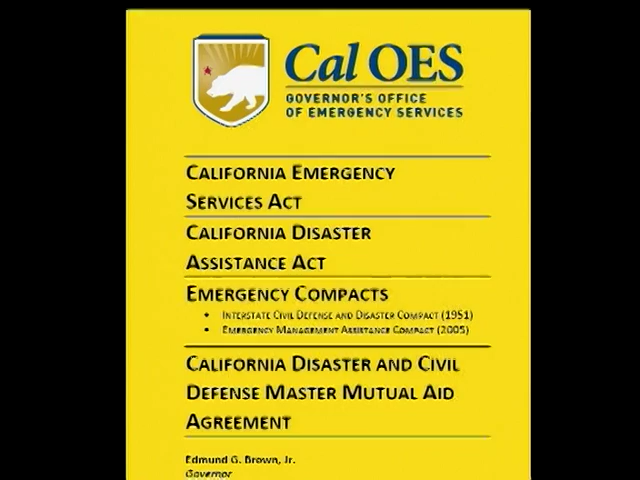 Cal OES
GOVERNOR'S OFFICE
OF EMERGENCY SERVICES
CALIFORNIA EMERGENCY
SERVICES ACT
CALIFORNIA DISASTER
ASSISTANCE ACT
EMERGENCY COMPACTS
• INTERSTATE CIVIL DEFENSE AND DISASTER COMPACT (1951)
• EMERGENCY MANAGEMENT ASSISTANCE COMPACT (2005)
CALIFORNIA DISASTER AND CIVIL
DEFENSE MASTER MUTUAL AID
AGREEMENT
Edmund G. Brown, Jr.
Governor